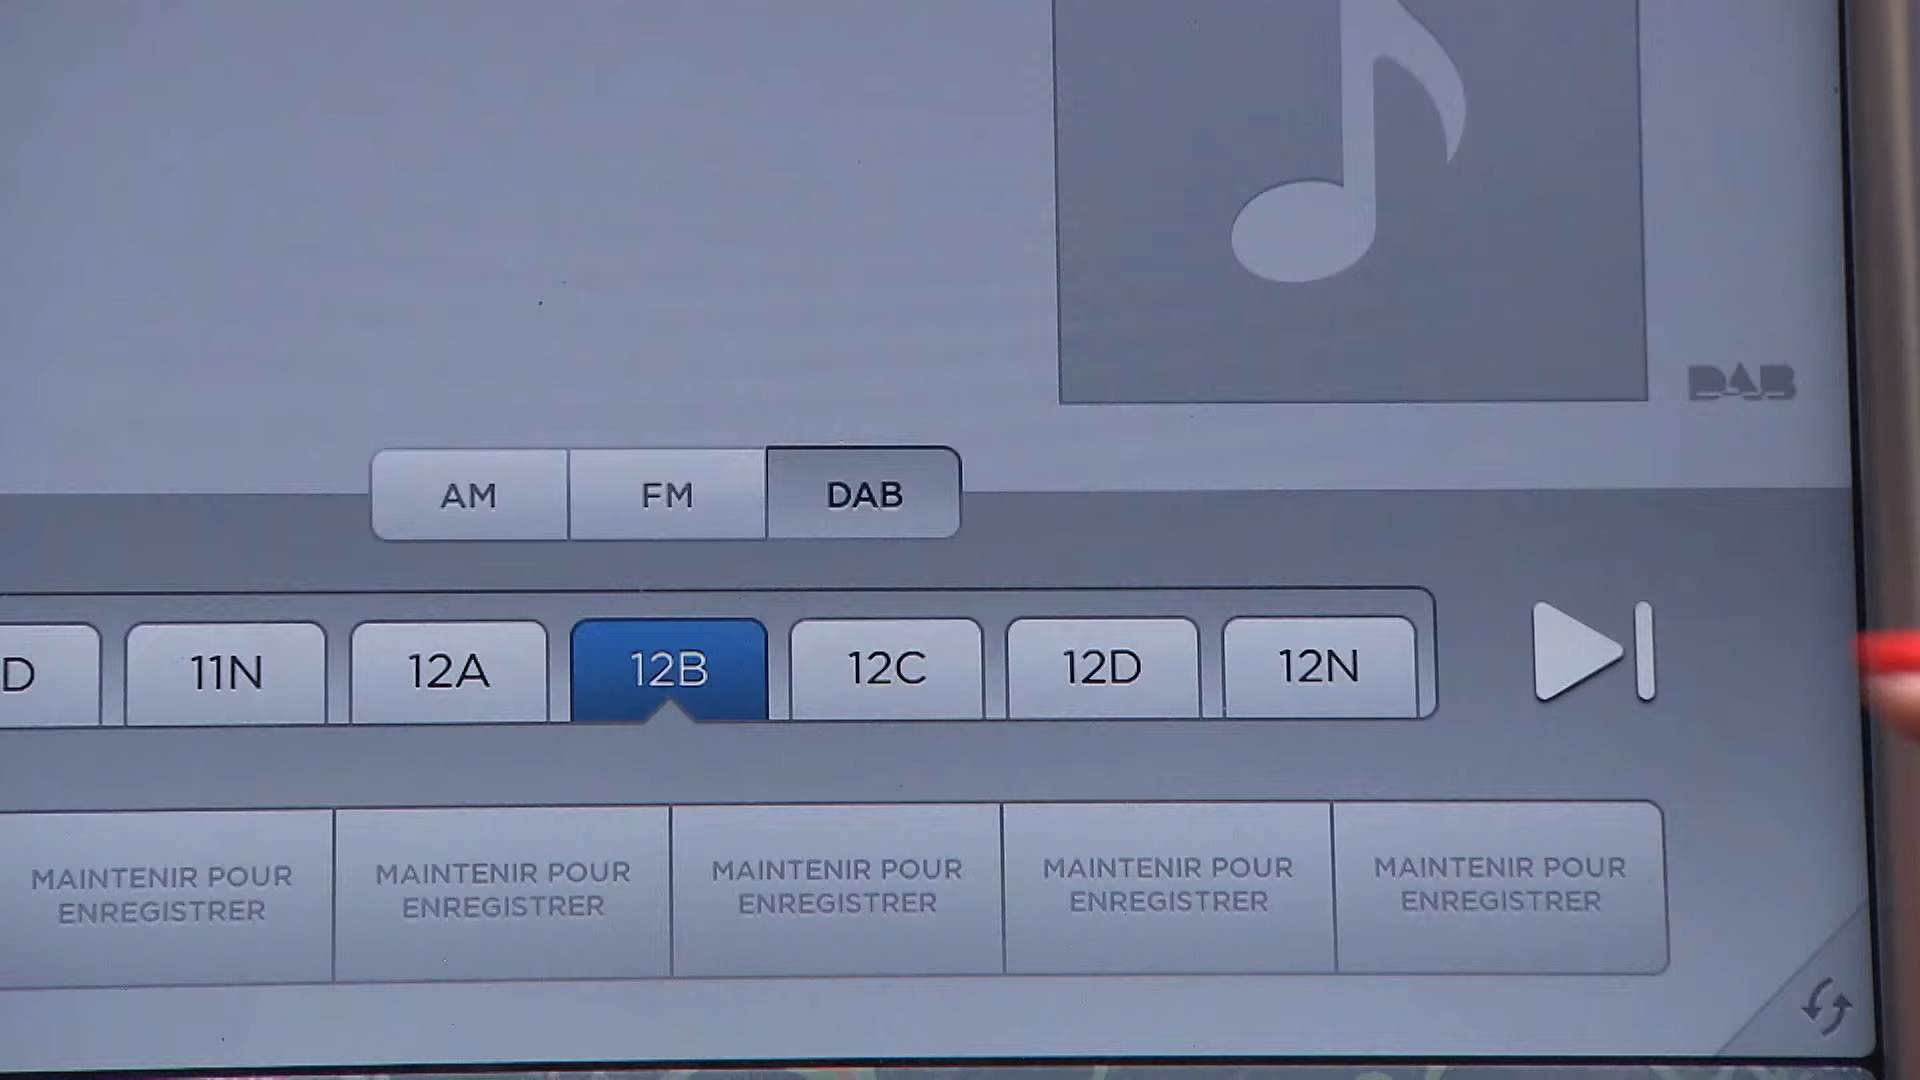 DAB
AM FM DAB
D 11N 12A 12B 12C 12D 12N
MAINTENIR POUR
ENREGISTRER
MAINTENIR POUR
ENREGISTRER
MAINTENIR POUR
ENREGISTRER
MAINTENIR POUR
ENREGISTRER
MAINTENIR POUR
ENREGISTRER